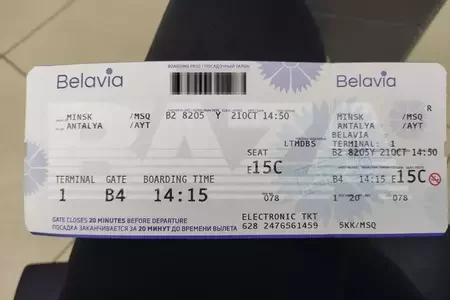 BOARDING PASS / ПОСАДОЧНЫЙ ТАЛОН
Belavia
MINSK /MSQ B2 8205 Y 21OCT 14:50
ANTALYA /AYT
LTMDBS
SEAT
E15C
TERMINAL GATE BOARDING TIME
1 B4 14:15
078
GATE CLOSES 20 MINUTES BEFORE DEPARTURE
ПОСАДКА ЗАКАНЧИВАЕТСЯ ЗА 20 МИНУТ ДО ВРЕМЕНИ ВЫЛЕТА
ELECTRONIC TKT
628 2476561459
Belavia
R
MINSK /MSQ
ANTALYA /AYT
BELAVIA
TERMINAL: 1
B2 8205Y 21OCT 14:50
E15C
1 20 078
5KK/MSQ